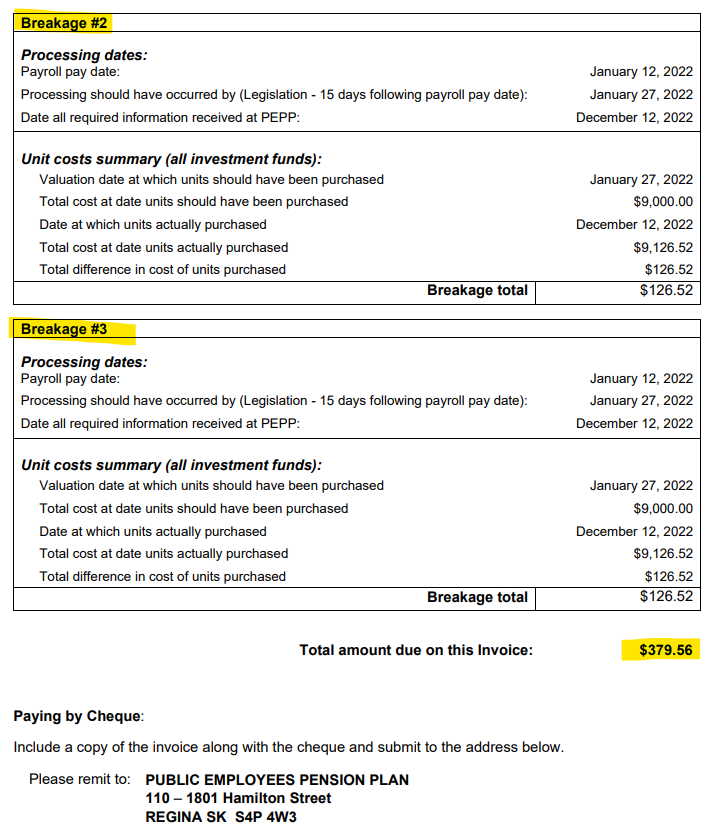 Breakage #2
Processing dates:
Payroll pay date: January 12, 2022
Processing should have occurred by (Legislation - 15 days following payroll pay date): January 27, 2022
Date all required information received at PEPP: December 12, 2022
Unit costs summary (all investment funds):
Valuation date at which units should have been purchased January 27, 2022
Total cost at date units should have been purchased $9,000.00
Date at which units actually purchased December 12, 2022
Total cost at date units actually purchased $9,126.52
Total difference in cost of units purchased $126.52
Breakage total $126.52
Breakage #3
Processing dates:
Payroll pay date: January 12, 2022
Processing should have occurred by (Legislation - 15 days following payroll pay date): January 27, 2022
Date all required information received at PEPP: December 12, 2022
Unit costs summary (all investment funds):
Valuation date at which units should have been purchased January 27, 2022
Total cost at date units should have been purchased $9,000.00
Date at which units actually purchased December 12, 2022
Total cost at date units actually purchased $9,126.52
Total difference in cost of units purchased $126.52
Breakage total $126.52
Total amount due on this Invoice: $379.56
Paying by Cheque:
Include a copy of the invoice along with the cheque and submit to the address below.
Please remit to: PUBLIC EMPLOYEES PENSION PLAN
110 – 1801 Hamilton Street
REGINA SK S4P 4W3